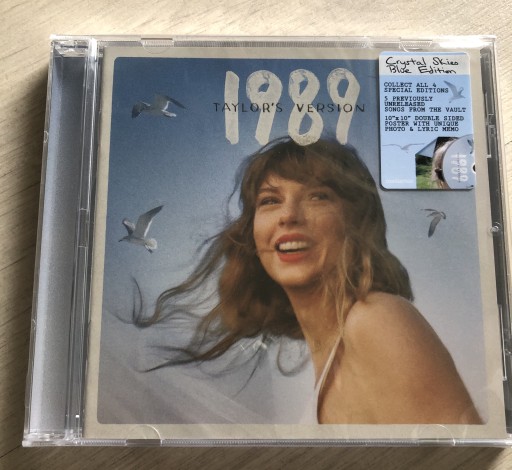 1989
TAYLOR'S VERSION
Crystal Skies
Blue Edition
COLLECT ALL 4
SPECIAL EDITIONS
5 PREVIOUSLY
UNRELEASED
SONGS FROM THE VAULT
10"x10" DOUBLE SIDED
POSTER WITH UNIQUE
PHOTO & LYRIC MEMO